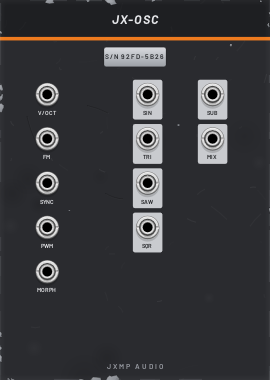 JX-OSC
S/N 92FD-5826
V/OCT
SIN
SUB
FM
TRI
MIX
SYNC
SAW
PWM
SQR
MORPH
JXMP AUDIO